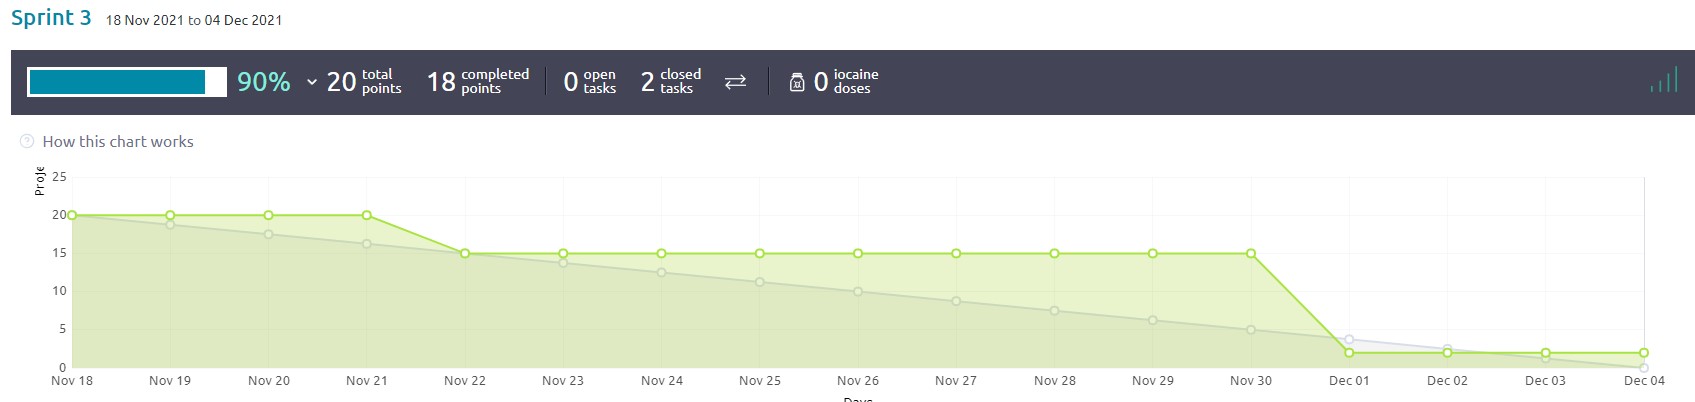 Sprint 3 18 Nov 2021 to 04 Dec 2021
90% 20 total points 18 completed points 0 open tasks 2 closed tasks 0 iocaine doses
How this chart works
Proje
25
20
15
10
5
0
Nov 18 Nov 19 Nov 20 Nov 21 Nov 22 Nov 23 Nov 24 Nov 25 Nov 26 Nov 27 Nov 28 Nov 29 Nov 30 Dec 01 Dec 02 Dec 03 Dec 04
Days